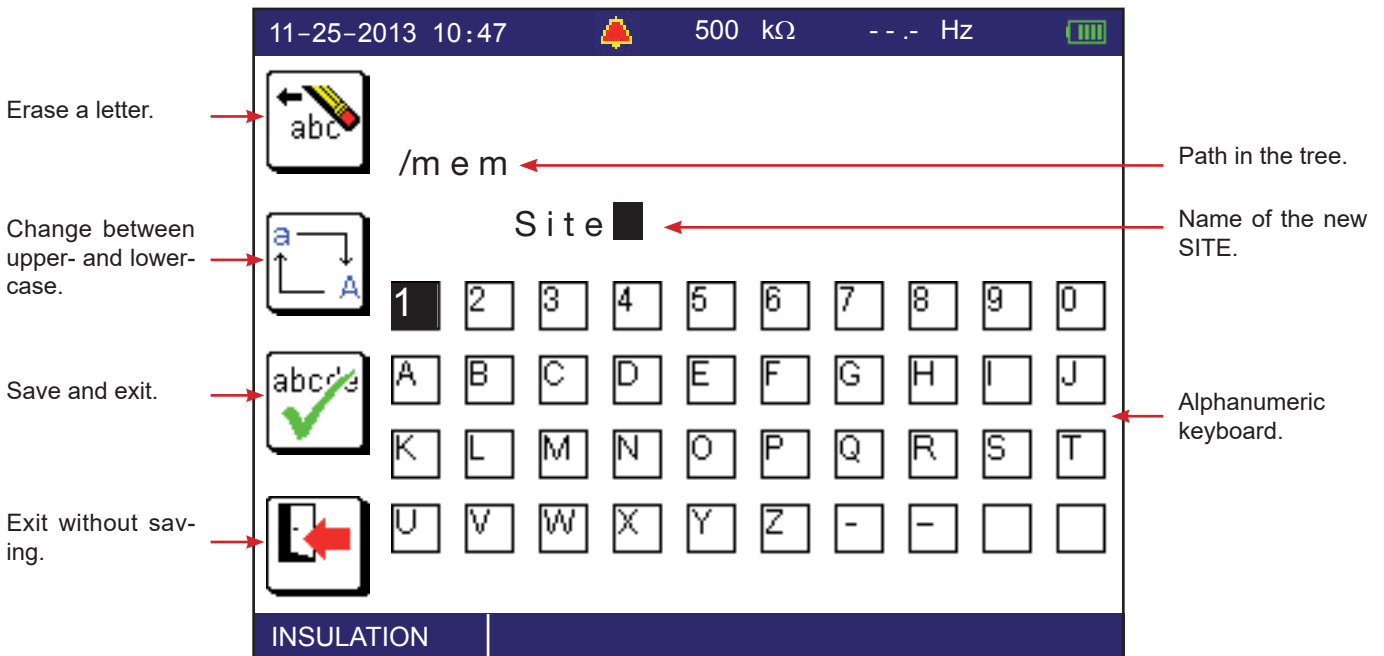 11-25-2013 10:47 500 kΩ - - .- Hz
Erase a letter.
abc
/mem
Path in the tree.
Change between
upper- and lower-
case.
a
A
Site
Name of the new
SITE.
1 2 3 4 5 6 7 8 9 0
Save and exit.
abcde
A B C D E F G H I J
Alphanumeric
keyboard.
K L M N O P Q R S T
Exit without sav-
ing.
U V W X Y Z - –
INSULATION